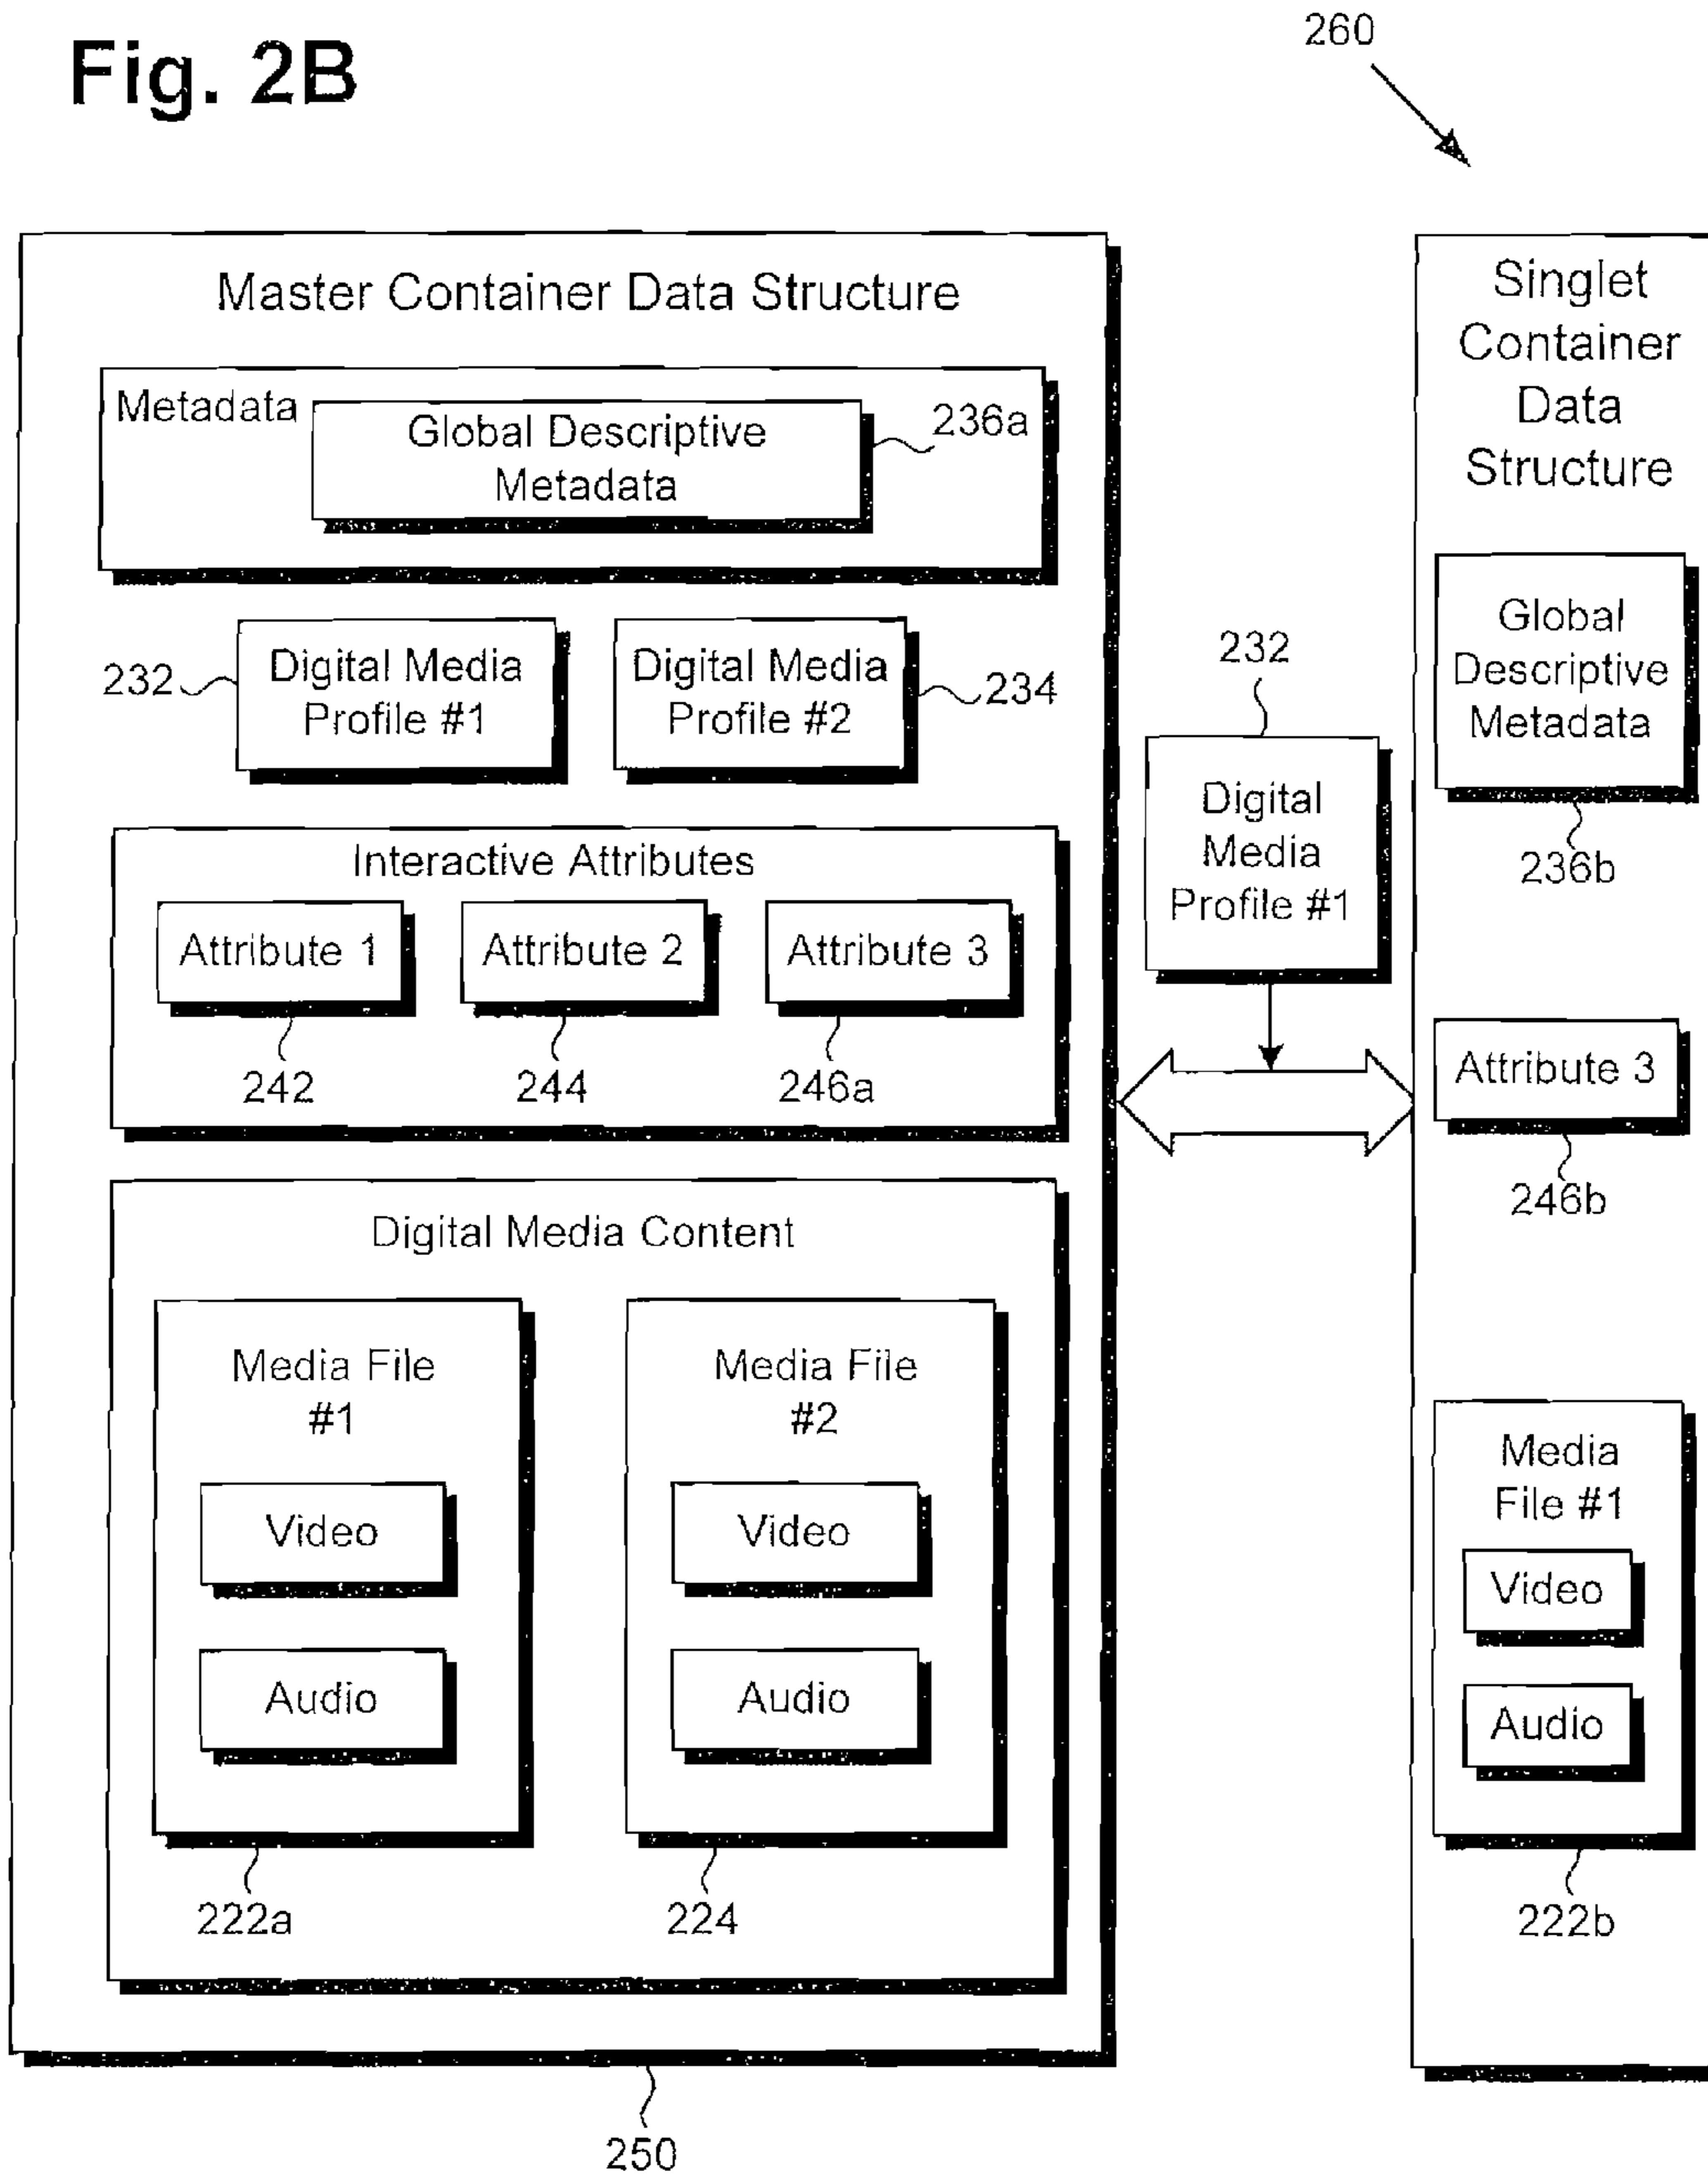 Fig. 2B
260
Master Container Data Structure
Metadata
Global Descriptive
Metadata
236a
232
Digital Media
Profile #1
Digital Media
Profile #2
234
Interactive Attributes
Attribute 1
Attribute 2
Attribute 3
242
244
246a
Digital Media Content
Media File
#1
Video
Audio
222a
Media File
#2
Video
Audio
224
250
232
Digital
Media
Profile #1
Singlet
Container
Data
Structure
Global
Descriptive
Metadata
236b
Attribute 3
246b
Media
File #1
Video
Audio
222b